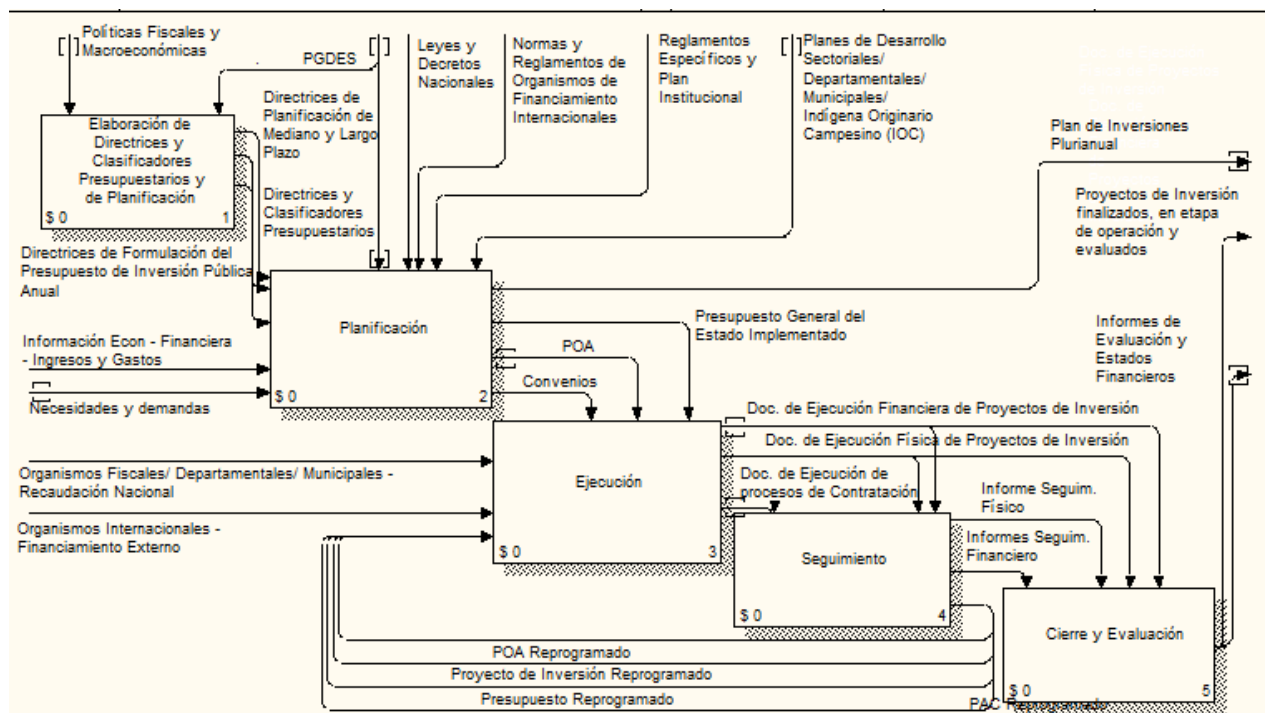 Políticas Fiscales y
Macroeconómicas
PGDES
Leyes y
Decretos
Nacionales
Normas y
Reglamentos de
Organismos de
Financiamiento
Internacionales
Reglamentos
Específicos y
Plan
Institucional
Planes de Desarrollo
Sectoriales/
Departamentales/
Municipales/
Indígena Originario
Campesino (IOC)
Elaboración de
Directrices y
Clasificadores
Presupuestarios y
de Planificación
$ 0
1
Directrices de
Planificación de
Mediano y Largo
Plazo
Directrices y
Clasificadores
Presupuestarios
Plan de Inversiones
Plurianual
Proyectos de Inversión
finalizados, en etapa
de operación y
evaluados
Directrices de Formulación del
Presupuesto de Inversión Pública
Anual
Planificación
$ 0
2
Información Econ - Financiera
- Ingresos y Gastos
Necesidades y demandas
Presupuesto General del
Estado Implementado
POA
Convenios
Informes de
Evaluación y
Estados
Financieros
Doc. de Ejecución Financiera de Proyectos de Inversión
Doc. de Ejecución Física de Proyectos de Inversión
Doc. de Ejecución de
procesos de Contratación
Organismos Fiscales/ Departamentales/ Municipales -
Recaudación Nacional
Organismos Internacionales -
Financiamiento Externo
Ejecución
$ 0
3
Informe Seguim.
Físico
Informes Seguim.
Financiero
Seguimiento
$ 0
4
Cierre y Evaluación
$ 0
5
POA Reprogramado
Proyecto de Inversión Reprogramado
Presupuesto Reprogramado
PAC Reprogramado